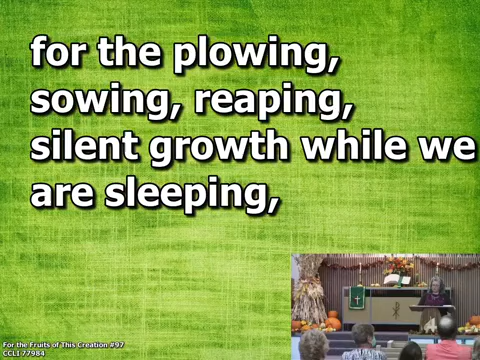 for the plowing,
sowing, reaping,
silent growth while we
are sleeping,
For the Fruits of This Creation #97
CCLI 77984